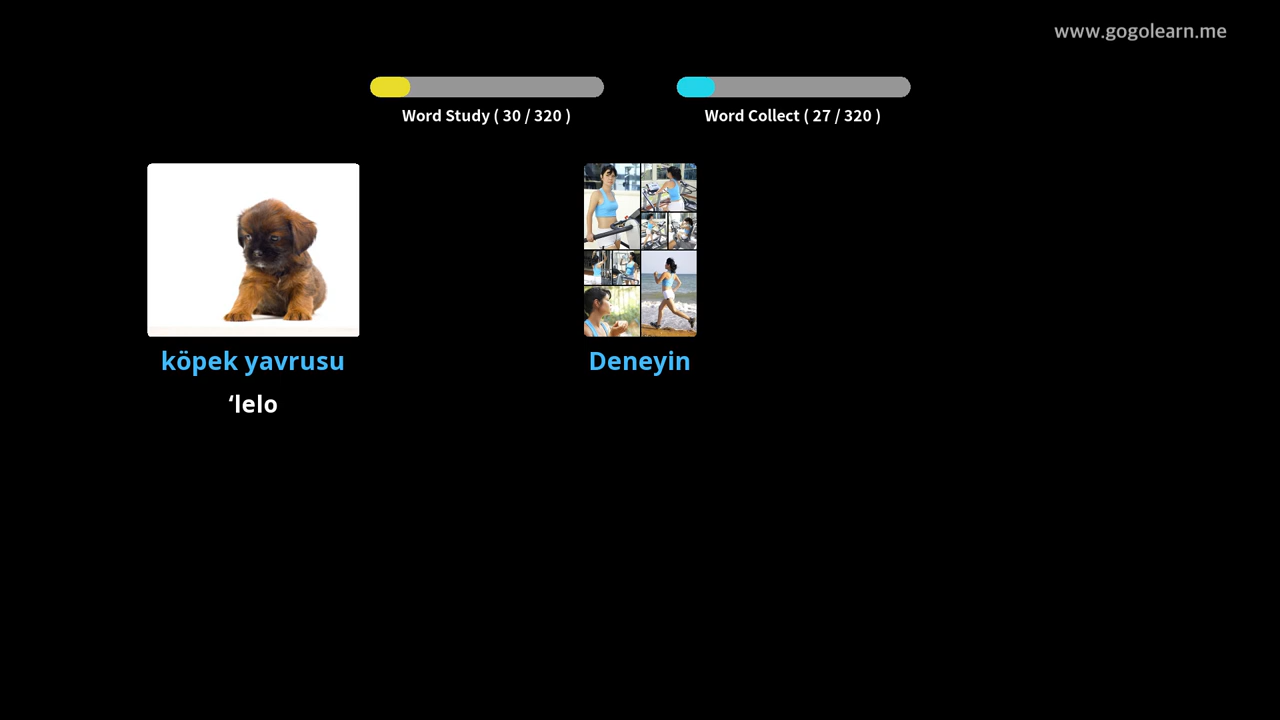 www.gogolearn.me
Word Study ( 30 / 320 )
Word Collect ( 27 / 320 )
köpek yavrusu
‘lelo
Deneyin